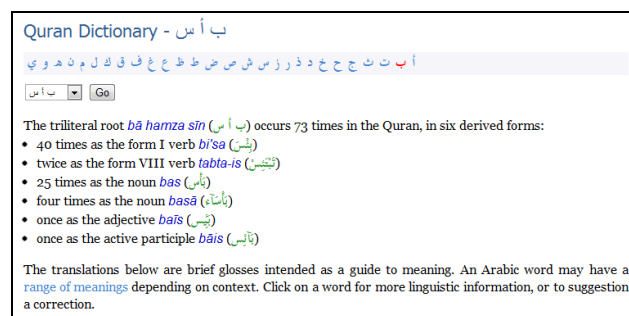 Quran Dictionary - ب أ س
أ ب ت ث ج ح خ د ذ ر ز س ش ص ض ط ظ ع غ ف ق ك ل م ن ه و ي
ب أ س Go
The triliteral root bā hamza sīn (ب أ س) occurs 73 times in the Quran, in six derived forms:
• 40 times as the form I verb bi'sa (بِئْسَ)
• twice as the form VIII verb tabta-is (تَبْتَئِسْ)
• 25 times as the noun bas (بَأْس)
• four times as the noun basā (بَأْسَآء)
• once as the adjective baīs (بَـِٔيس)
• once as the active participle bāis (بَآئِس)
The translations below are brief glosses intended as a guide to meaning. An Arabic word may have a
range of meanings depending on context. Click on a word for more linguistic information, or to suggestion
a correction.